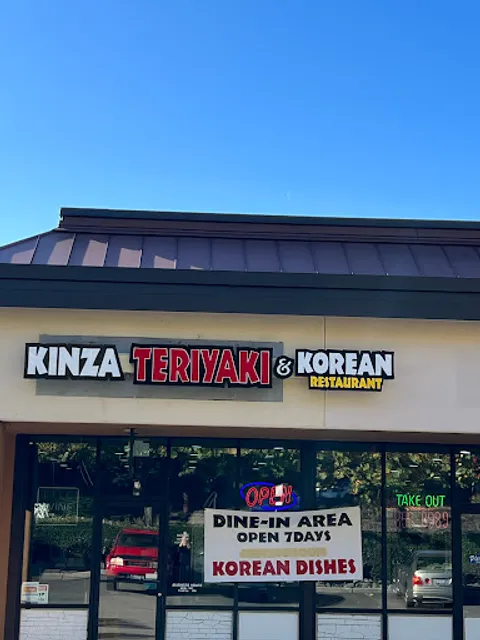 KINZA TERIYAKI & KOREAN
RESTAURANT
OPEN
TAKE OUT
DINE-IN AREA
OPEN 7DAYS
KOREAN DISHES